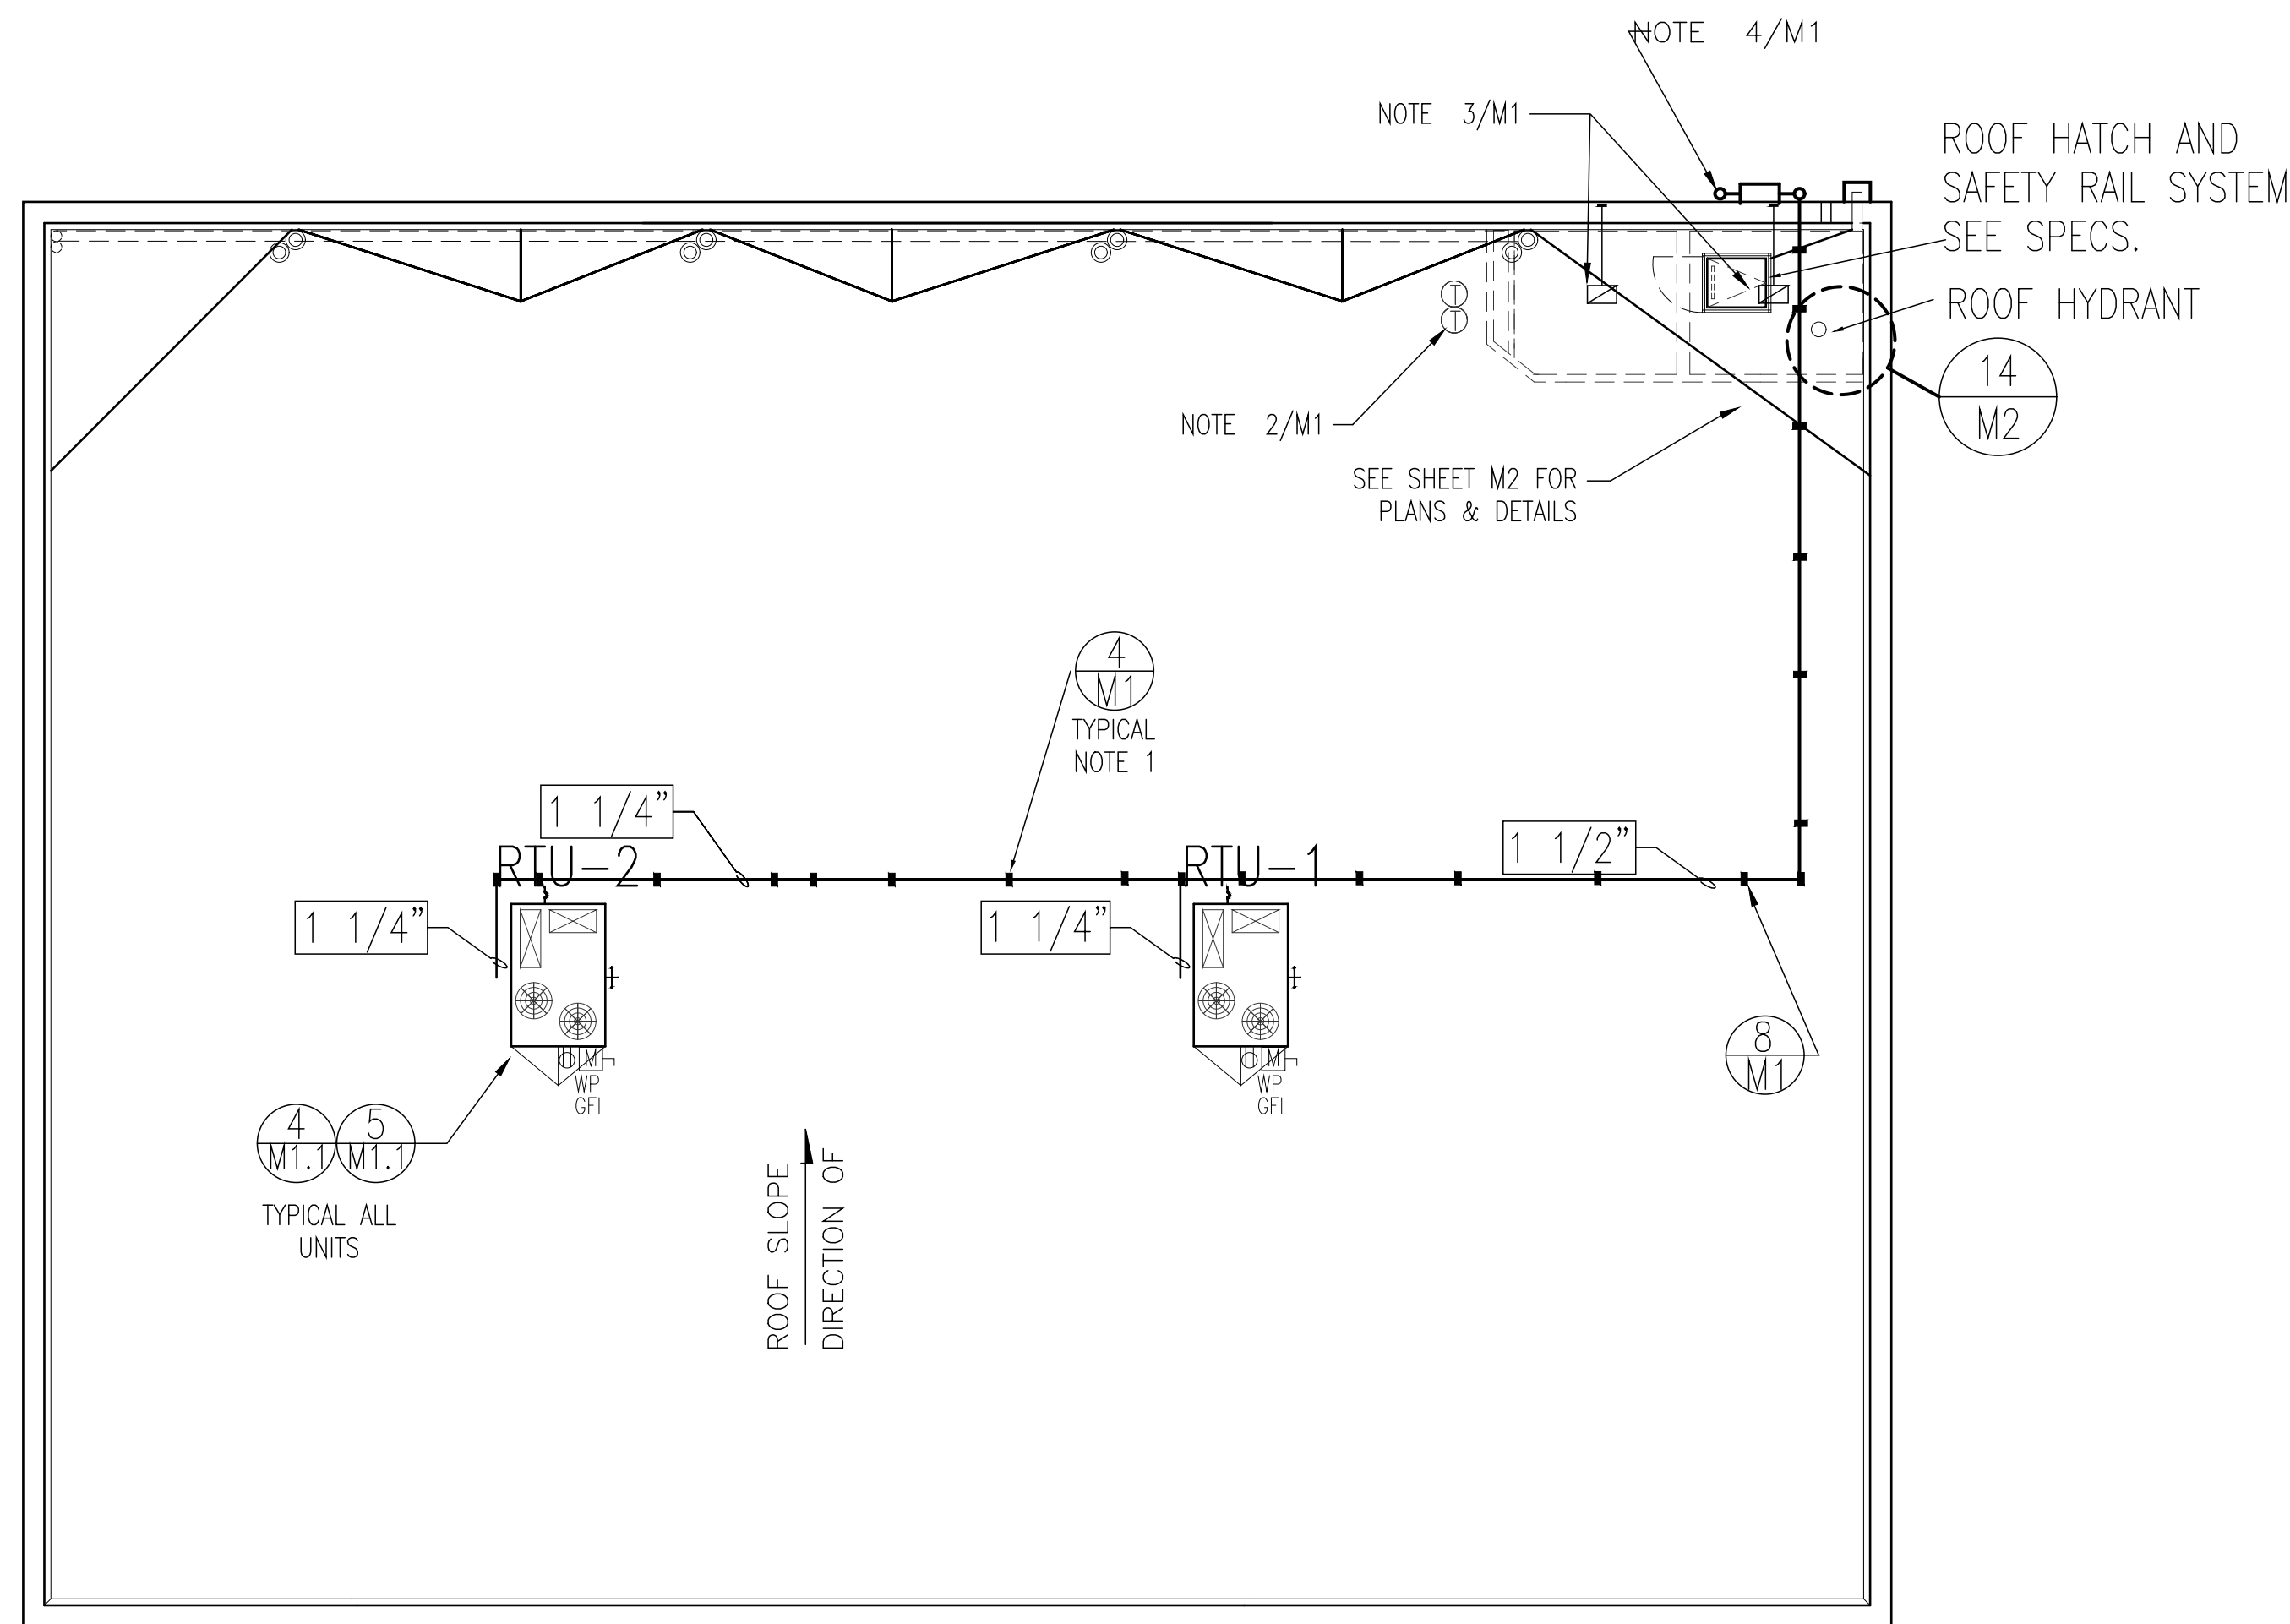 NOTE 4/M1
NOTE 3/M1
ROOF HATCH AND
SAFETY RAIL SYSTEM
SEE SPECS.
ROOF HYDRANT
14
M2
T
T
NOTE 2/M1
SEE SHEET M2 FOR
PLANS & DETAILS
4
M1
TYPICAL
NOTE 1
1 1/4”
1 1/2”
RTU-2
RTU-1
1 1/4”
1 1/4”
8
M1
M
WP
GFI
M
WP
GFI
4
M1.1
5
M1.1
TYPICAL ALL
UNITS
ROOF SLOPE
DIRECTION OF